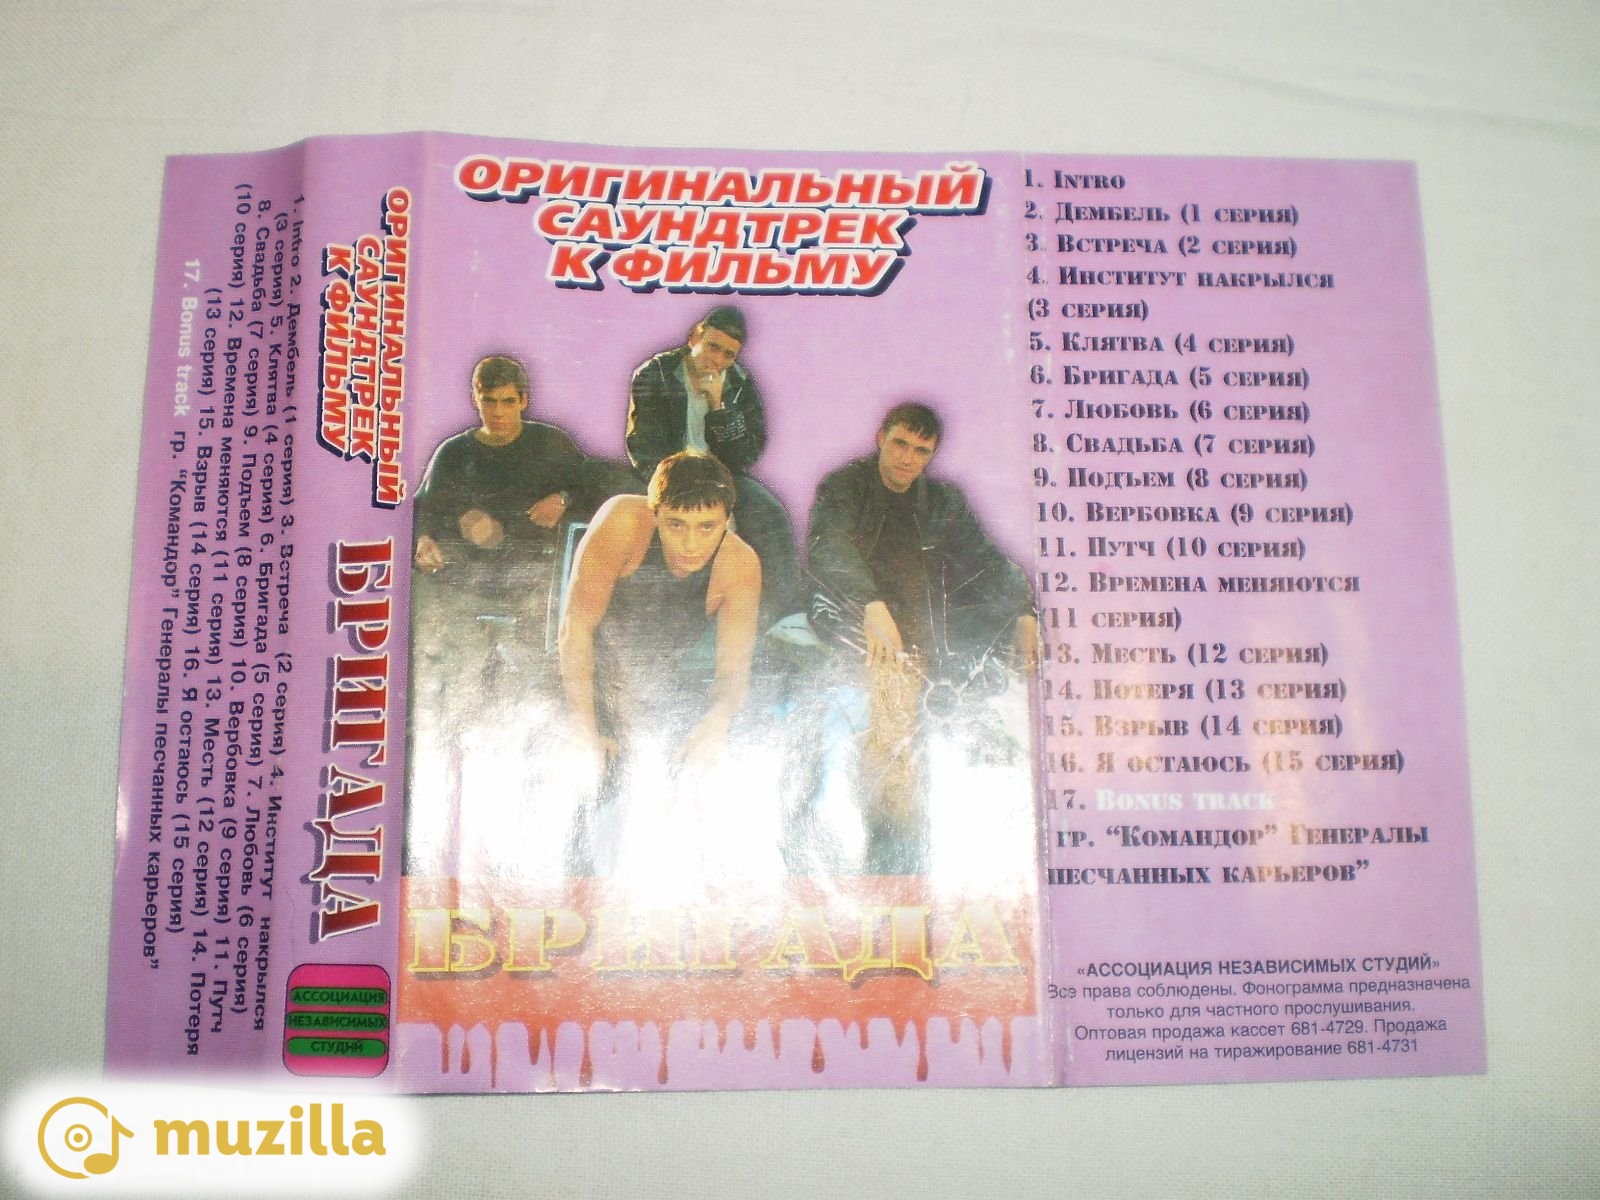 1. Intro 2. Дембель (1 серия) 3. Встреча (2 серия) 4. Институт накрылся
(3 серия) 5. Клятва (4 серия) 6. Бригада (5 серия) 7. Любовь (6 серия)
8. Свадьба (7 серия) 9. Подъем (8 серия) 10. Вербовка (9 серия) 11. Путч
(10 серия) 12. Времена меняются (11 серия) 13. Месть (12 серия) 14. Потеря
(13 серия) 15. Взрыв (14 серия) 16. Я остаюсь (15 серия)
17. Bonus track гр. “Командор” Генералы песчанных карьеров”
ОРИГИНАЛЬНЫЙ
САУНДТРЕК
К ФИЛЬМУ
БРИГАДА
АССОЦИАЦИЯ
НЕЗАВИСИМЫХ
СТУДИЙ
ОРИГИНАЛЬНЫЙ
САУНДТРЕК
К ФИЛЬМУ
БРИГАДА
1. Intro
2. Дембель (1 серия)
3. Встреча (2 серия)
4. Институт накрылся
(3 серия)
5. Клятва (4 серия)
6. Бригада (5 серия)
7. Любовь (6 серия)
8. Свадьба (7 серия)
9. Подъем (8 серия)
10. Вербовка (9 серия)
11. Путч (10 серия)
12. Времена меняются
(11 серия)
13. Месть (12 серия)
14. Потеря (13 серия)
15. Взрыв (14 серия)
16. Я остаюсь (15 серия)
17. Bonus track
гр. “Командор” Генералы
песчанных карьеров”
«АССОЦИАЦИЯ НЕЗАВИСИМЫХ СТУДИЙ»
Все права соблюдены. Фонограмма предназначена
только для частного прослушивания.
Оптовая продажа кассет 681-4729. Продажа
лицензий на тиражирование 681-4731
muzilla